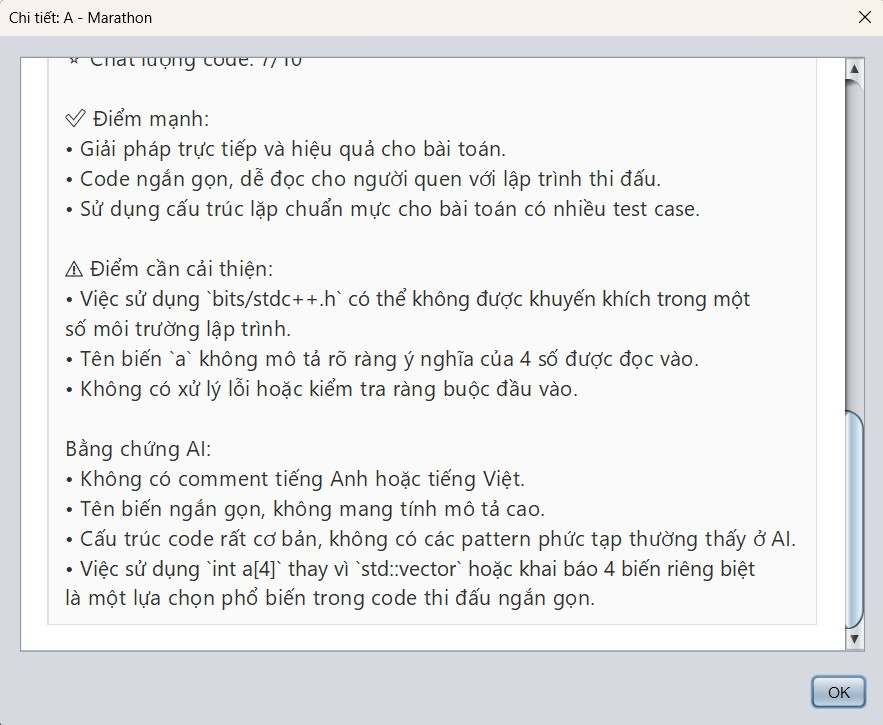 Chi tiết: A - Marathon
Chất lượng code: 7/10
Điểm mạnh:
• Giải pháp trực tiếp và hiệu quả cho bài toán.
• Code ngắn gọn, dễ đọc cho người quen với lập trình thi đấu.
• Sử dụng cấu trúc lặp chuẩn mực cho bài toán có nhiều test case.
⚠ Điểm cần cải thiện:
• Việc sử dụng `bits/stdc++.h` có thể không được khuyến khích trong một
số môi trường lập trình.
• Tên biến `a` không mô tả rõ ràng ý nghĩa của 4 số được đọc vào.
• Không có xử lý lỗi hoặc kiểm tra ràng buộc đầu vào.
Bằng chứng AI:
• Không có comment tiếng Anh hoặc tiếng Việt.
• Tên biến ngắn gọn, không mang tính mô tả cao.
• Cấu trúc code rất cơ bản, không có các pattern phức tạp thường thấy ở AI.
• Việc sử dụng `int a[4]` thay vì `std::vector` hoặc khai báo 4 biến riêng biệt
là một lựa chọn phổ biến trong code thi đấu ngắn gọn.
OK